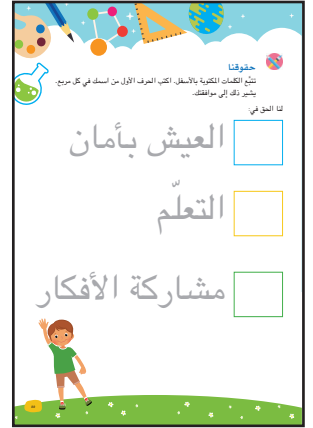 حقوقنا
تتبَّع الكلمات المكتوبة بالأسفل. اكتب الحرف الأول من اسمك في كل مربع.
يشير ذلك إلى موافقتك.
لنا الحق في:
العيش بأمان
التعلّم
مشاركة الأفكار